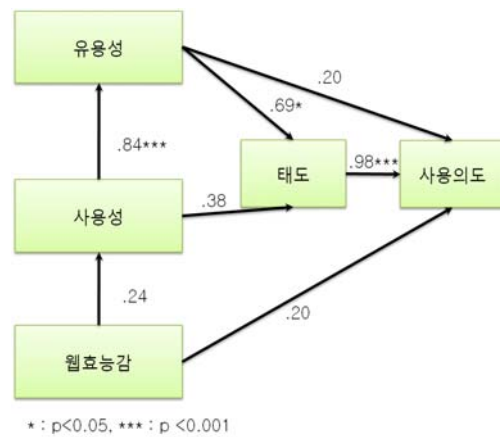 유용성
.20
.69*
.84***
태도
.98***
사용의도
사용성
.38
.24
.20
웹효능감
* : p<0.05, *** : p <0.001